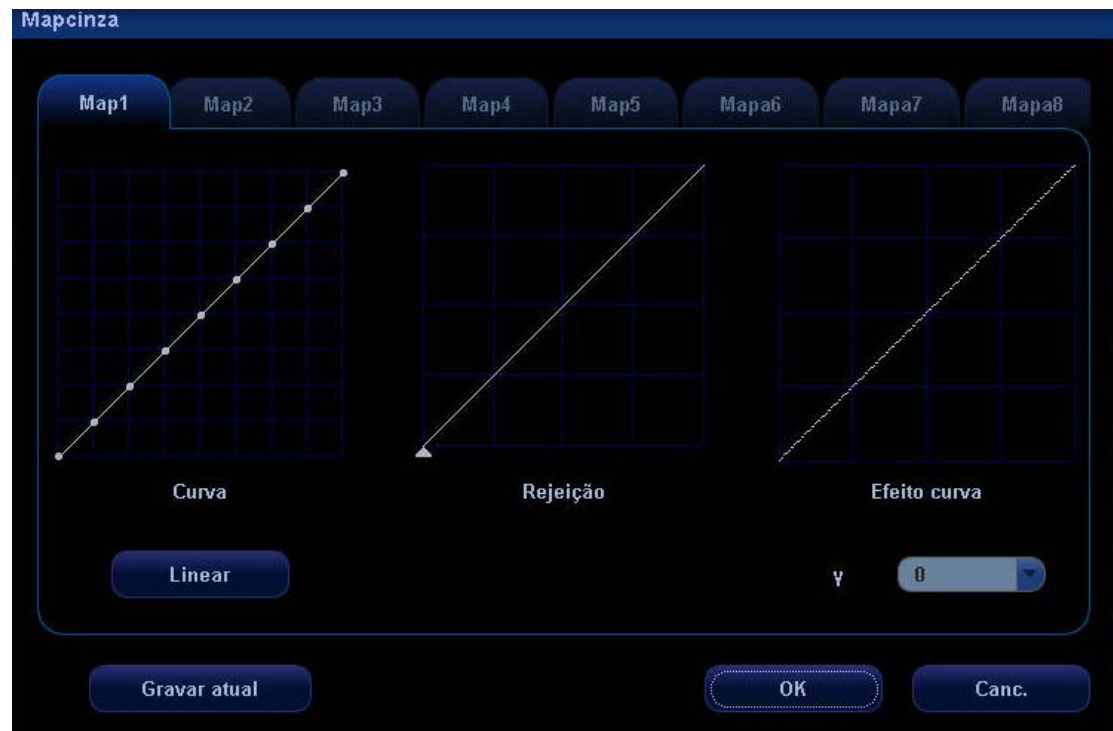 Mapcinza
Map1 Map2 Map3 Map4 Map5 Mapa6 Mapa7 Mapa8
Curva Rejeição Efeito curva
Linear γ 0
Gravar atual OK Canc.